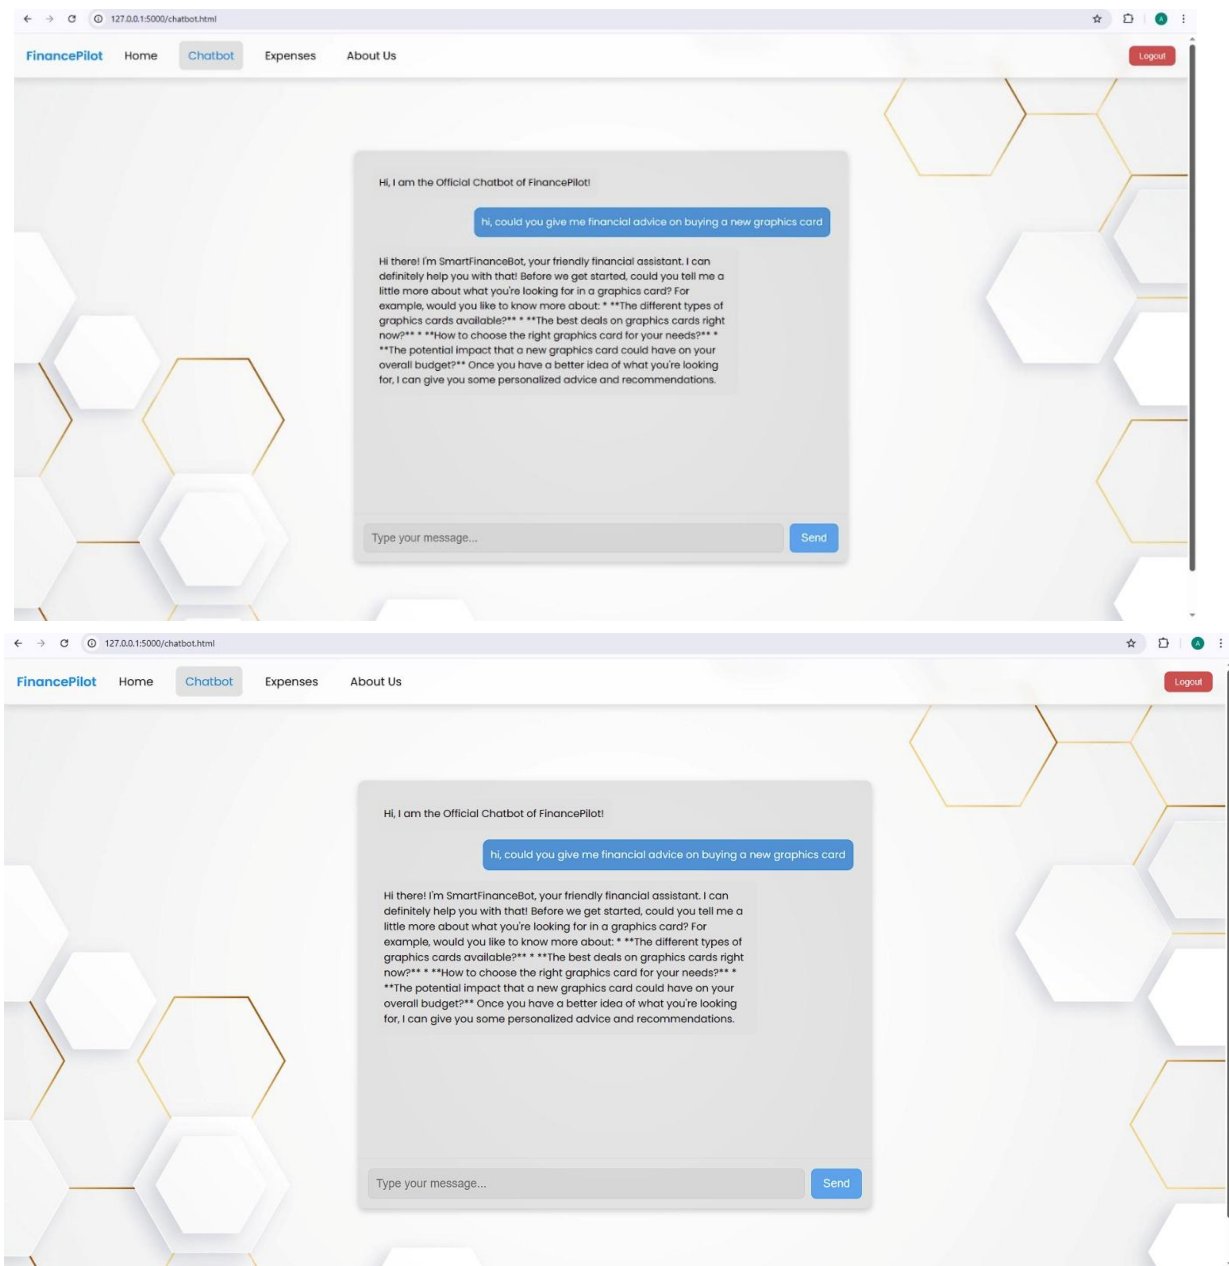 127.0.0.1:5000/chatbot.html
A
FinancePilot Home Chatbot Expenses About Us Logout
Hi, I am the Official Chatbot of FinancePilot!
hi, could you give me financial advice on buying a new graphics card
Hi there! I'm SmartFinanceBot, your friendly financial assistant. I can
definitely help you with that! Before we get started, could you tell me a
little more about what you're looking for in a graphics card? For
example, would you like to know more about: * **The different types of
graphics cards available?** * **The best deals on graphics cards right
now?** * **How to choose the right graphics card for your needs?** *
**The potential impact that a new graphics card could have on your
overall budget?** Once you have a better idea of what you're looking
for, I can give you some personalized advice and recommendations.
Type your message... Send
127.0.0.1:5000/chatbot.html
A
FinancePilot Home Chatbot Expenses About Us Logout
Hi, I am the Official Chatbot of FinancePilot!
hi, could you give me financial advice on buying a new graphics card
Hi there! I'm SmartFinanceBot, your friendly financial assistant. I can
definitely help you with that! Before we get started, could you tell me a
little more about what you're looking for in a graphics card? For
example, would you like to know more about: * **The different types of
graphics cards available?** * **The best deals on graphics cards right
now?** * **How to choose the right graphics card for your needs?** *
**The potential impact that a new graphics card could have on your
overall budget?** Once you have a better idea of what you're looking
for, I can give you some personalized advice and recommendations.
Type your message... Send